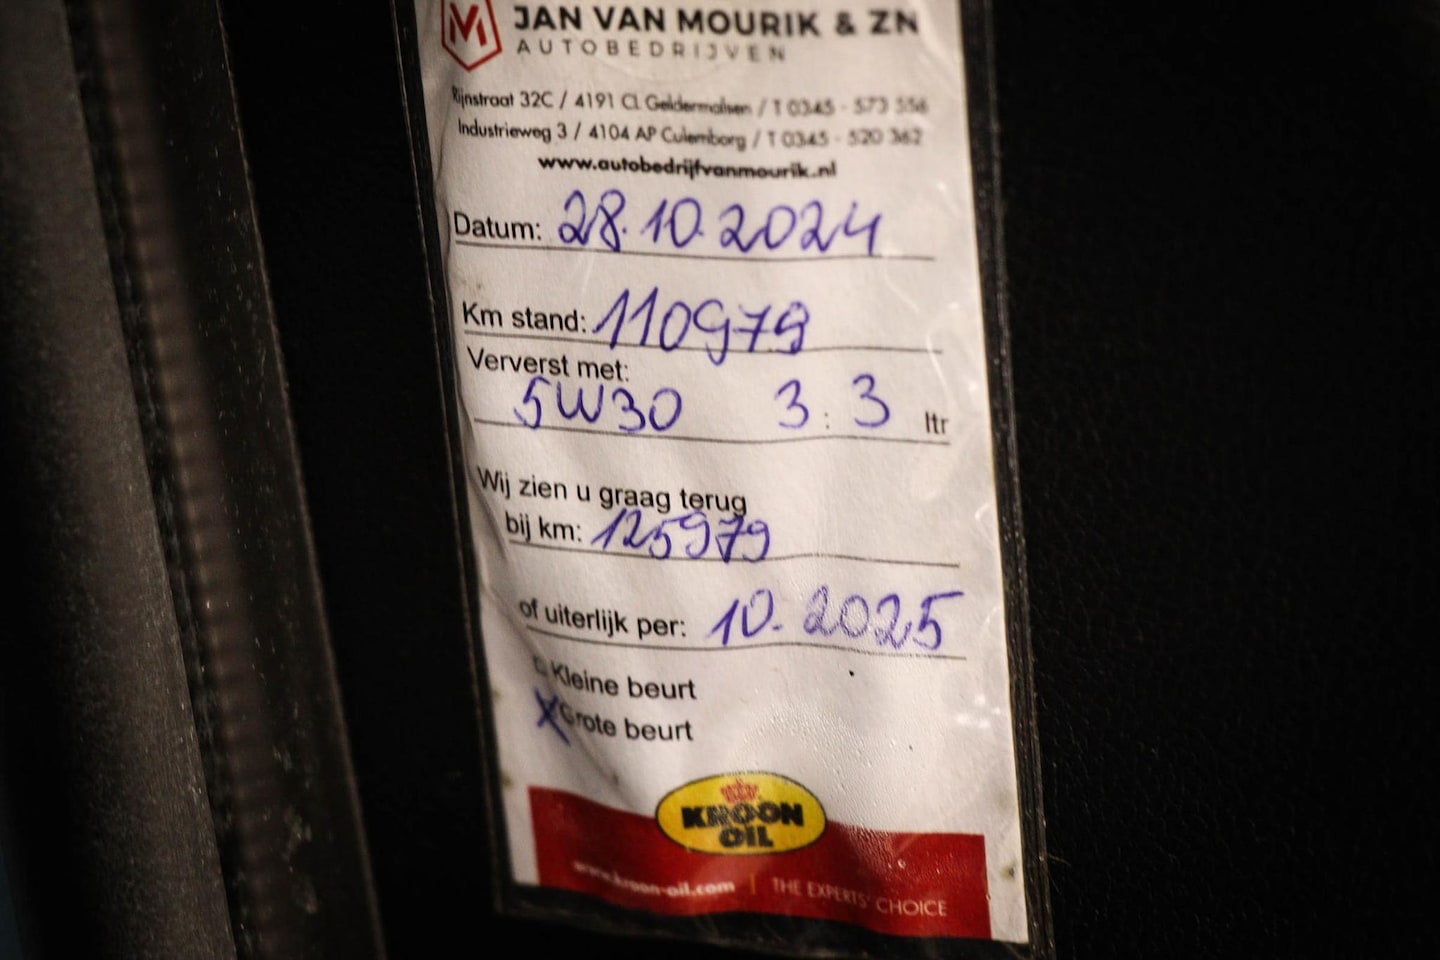 JAN VAN MOURIK & ZN
AUTOBEDRIJVEN
Rijnstraat 32C / 4191 CL Geldermalsen / T 0345 - 573 556
Industrieweg 3 / 4104 AP Culemborg / T 0345 - 520 362
www.autobedrijfvanmourik.nl
Datum: 28.10.2024
Km stand: 110979
Ververst met:
5W30 3 : 3 ltr
Wij zien u graag terug
bij km: 125979
of uiterlijk per: 10. 2025
Kleine beurt
X Grote beurt
KROON
OIL
www.kroon-oil.com | THE EXPERTS' CHOICE